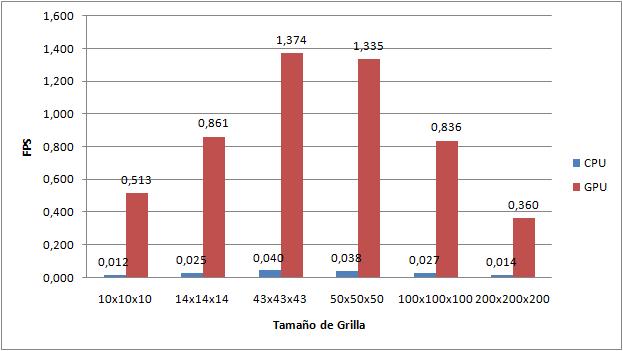 1,600
1,400
1,200
1,000
0,800
0,600
0,400
0,200
0,000
FPS
0,012
0,513
0,025
0,861
0,040
1,374
0,038
1,335
0,027
0,836
0,014
0,360
10x10x10
14x14x14
43x43x43
50x50x50
100x100x100
200x200x200
Tamaño de Grilla
CPU
GPU